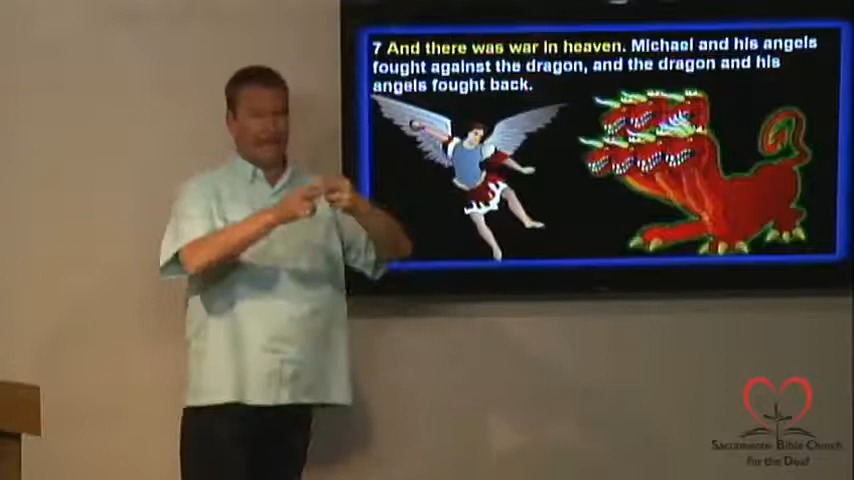 7 And there was war in heaven. Michael and his angels
fought against the dragon, and the dragon and his
angels fought back.
Sacramento Bible Church
for the Deaf